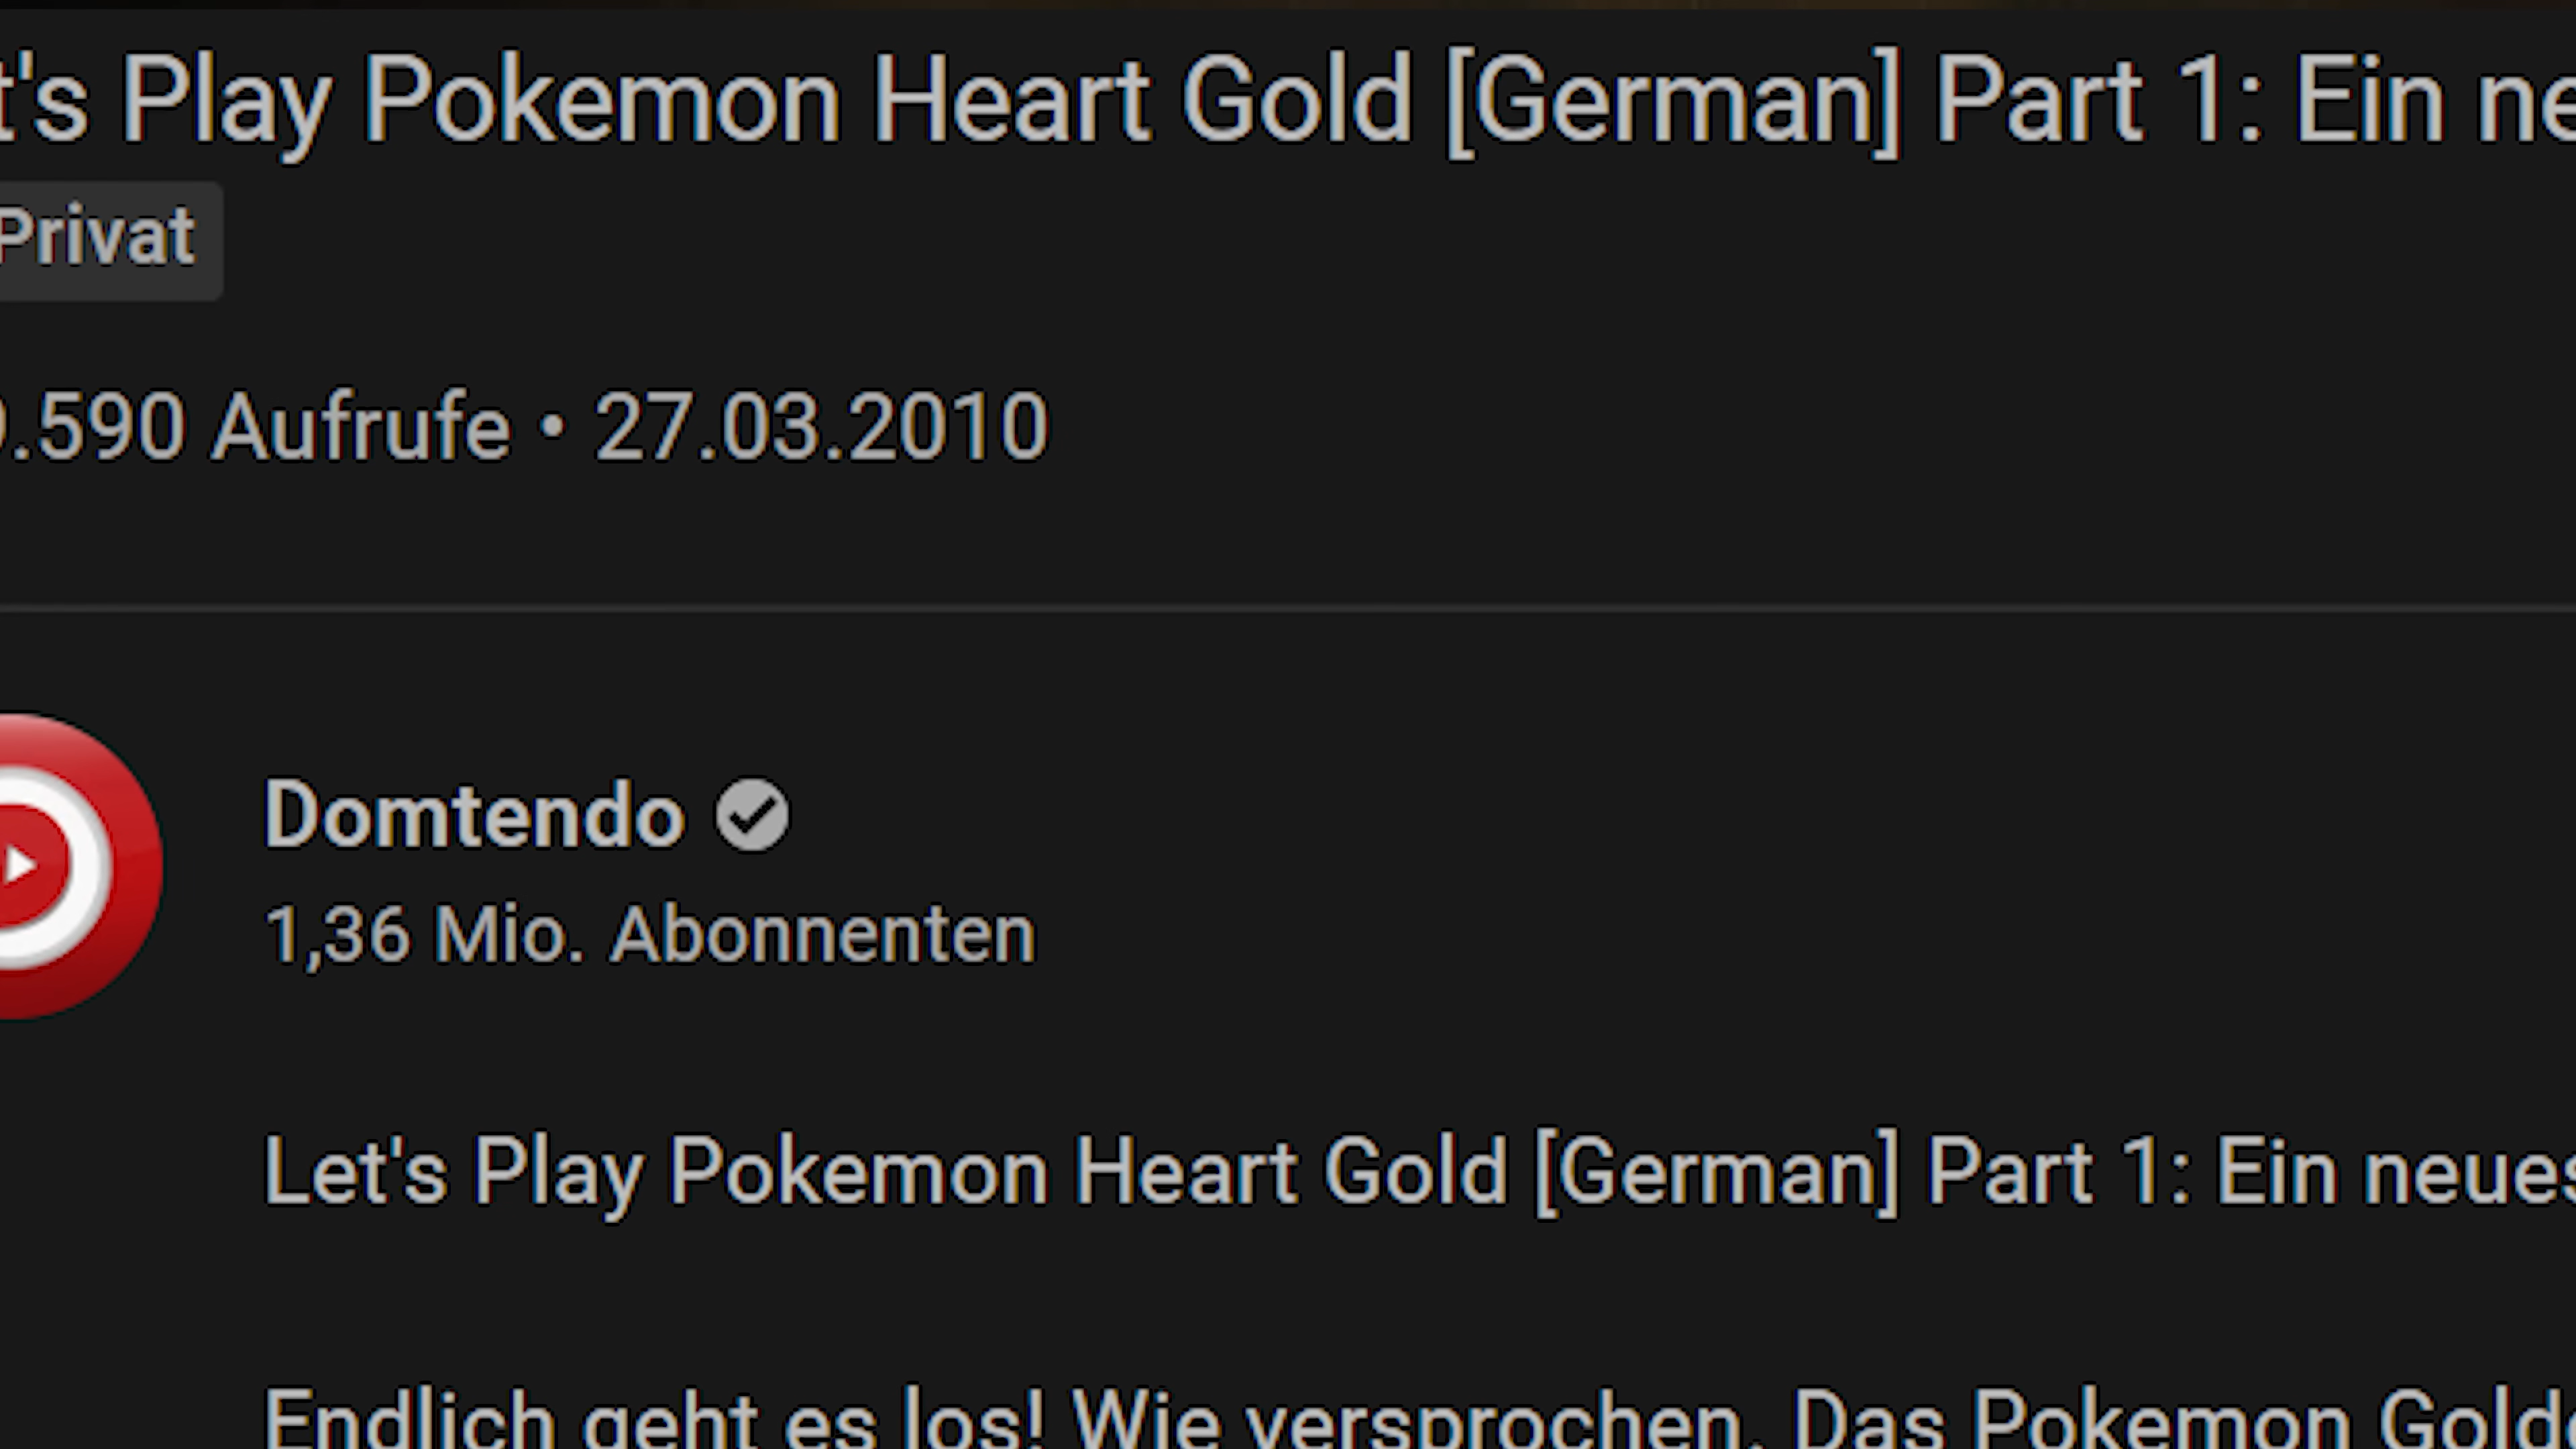 t's Play Pokemon Heart Gold [German] Part 1: Ein ne
Privat
.590 Aufrufe • 27.03.2010
Domtendo
1,36 Mio. Abonnenten
Let's Play Pokemon Heart Gold [German] Part 1: Ein neues
Endlich geht es los! Wie versprochen. Das Pokemon Gold